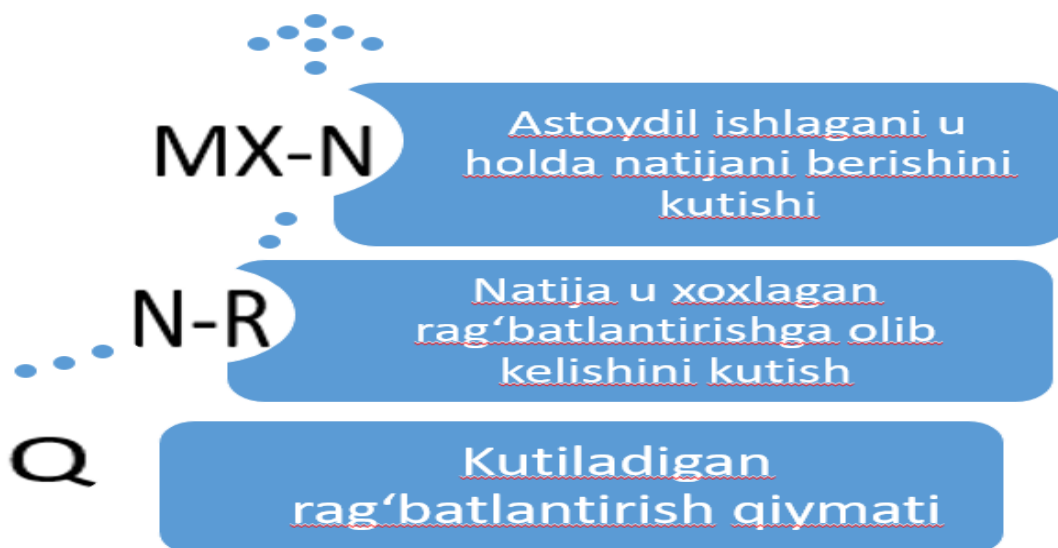 MX-N
Astoydil ishlagani u
holda natijani berishini
kutishi
N-R
Natija u xoxlagan
rag‘batlantirishga olib
kelishini kutish
Q
Kutiladigan
rag‘batlantirish qiymati